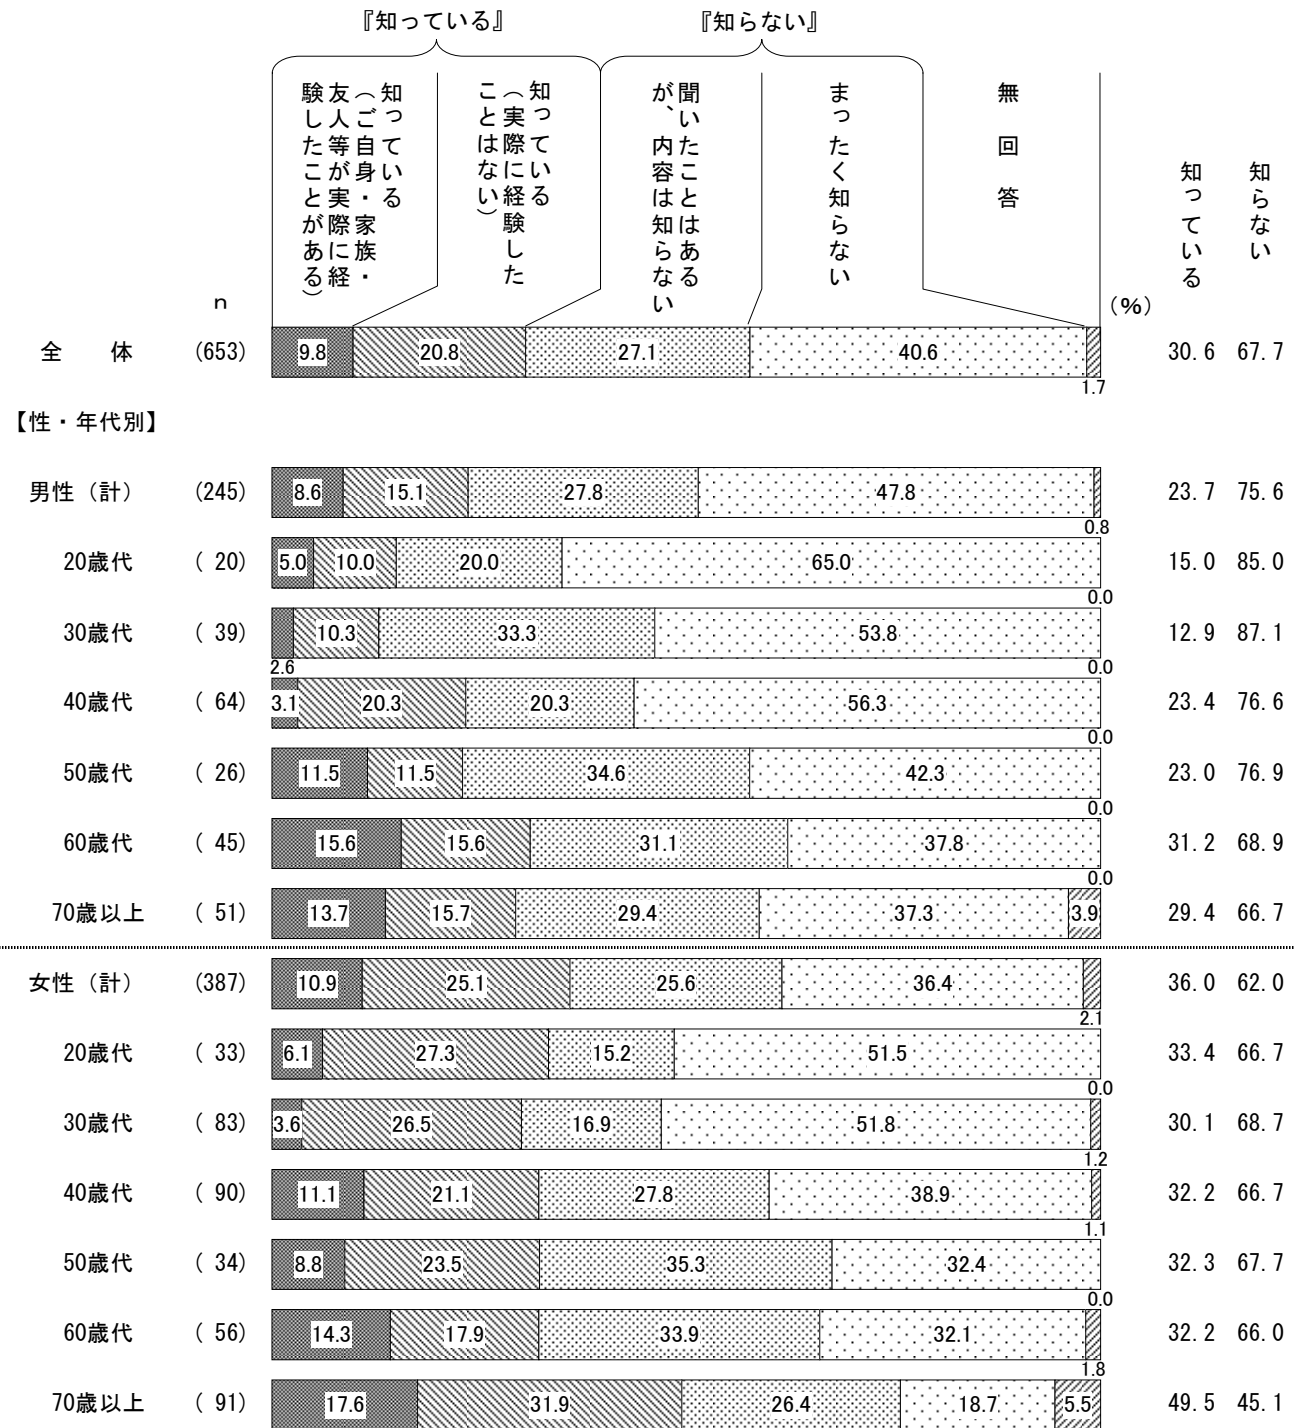 『知っている』 『知らない』
知っている
（ご自身・家族・
友人等が実際に経
験したことがある）
知っている
（実際に経験した
ことはない）
聞いたことはある
が、内容は知らない
まったく知らない
無回答
知っている
知らない
n (%)
全　体 (653) 9.8 20.8 27.1 40.6 30.6 67.7
1.7
【性・年代別】
男性（計） (245) 8.6 15.1 27.8 47.8 23.7 75.6
0.8
20歳代 ( 20) 5.0 10.0 20.0 65.0 15.0 85.0
0.0
30歳代 ( 39) 10.3 33.3 53.8 12.9 87.1
2.6 0.0
40歳代 ( 64) 3.1 20.3 20.3 56.3 23.4 76.6
0.0
50歳代 ( 26) 11.5 11.5 34.6 42.3 23.0 76.9
0.0
60歳代 ( 45) 15.6 15.6 31.1 37.8 31.2 68.9
0.0
70歳以上 ( 51) 13.7 15.7 29.4 37.3 3.9 29.4 66.7
女性（計） (387) 10.9 25.1 25.6 36.4 36.0 62.0
2.1
20歳代 ( 33) 6.1 27.3 15.2 51.5 33.4 66.7
0.0
30歳代 ( 83) 3.6 26.5 16.9 51.8 30.1 68.7
1.2
40歳代 ( 90) 11.1 21.1 27.8 38.9 32.2 66.7
1.1
50歳代 ( 34) 8.8 23.5 35.3 32.4 32.3 67.7
0.0
60歳代 ( 56) 14.3 17.9 33.9 32.1 32.2 66.0
1.8
70歳以上 ( 91) 17.6 31.9 26.4 18.7 5.5 49.5 45.1